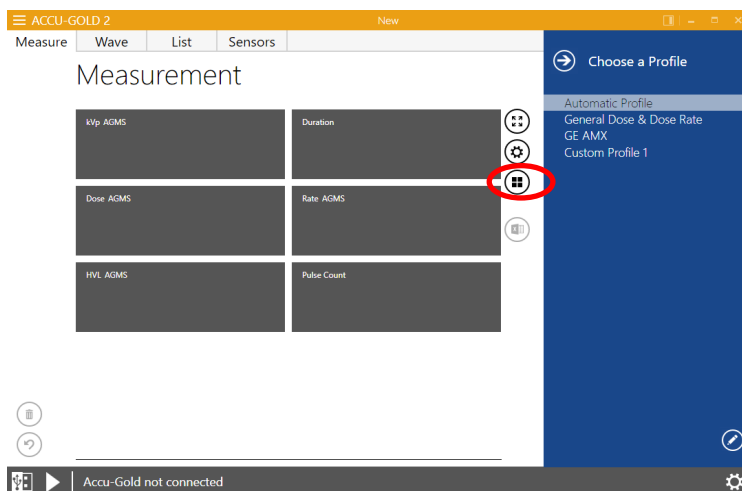 ACCU-GOLD 2
New
Measure Wave List Sensors
Measurement
kVp AGMS
Duration
Dose AGMS
Rate AGMS
HVL AGMS
Pulse Count
Choose a Profile
Automatic Profile
General Dose & Dose Rate
GE AMX
Custom Profile 1
Accu-Gold not connected